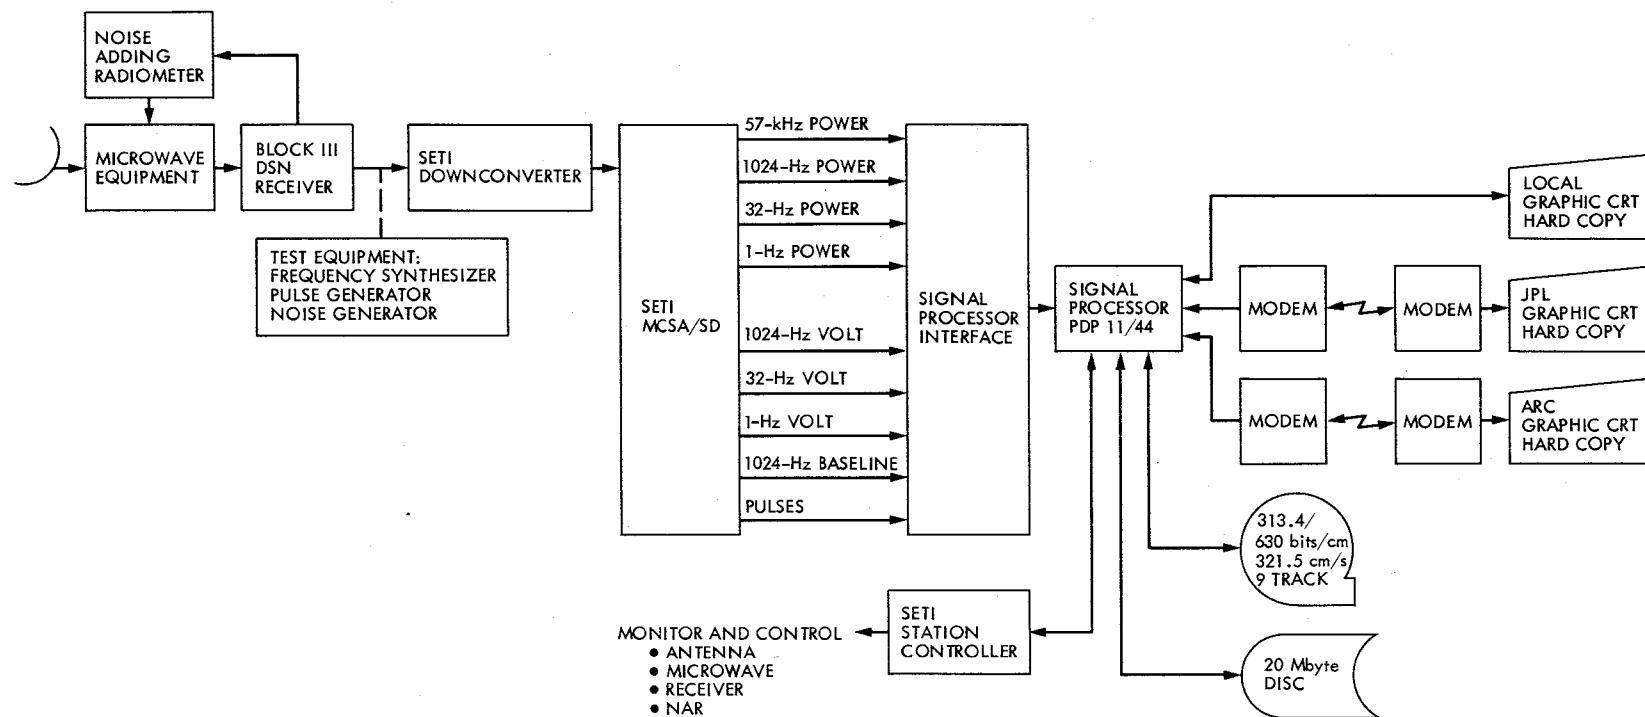 NOISE
ADDING
RADIOMETER
MICROWAVE
EQUIPMENT
BLOCK III
DSN
RECEIVER
SETI
DOWNCONVERTER
TEST EQUIPMENT:
FREQUENCY SYNTHESIZER
PULSE GENERATOR
NOISE GENERATOR
SETI
MCSA/SD
57-kHz POWER
1024-Hz POWER
32-Hz POWER
1-Hz POWER
1024-Hz VOLT
32-Hz VOLT
1-Hz VOLT
1024-Hz BASELINE
PULSES
SIGNAL
PROCESSOR
INTERFACE
SIGNAL
PROCESSOR
PDP 11/44
LOCAL
GRAPHIC CRT
HARD COPY
MODEM
MODEM
JPL
GRAPHIC CRT
HARD COPY
MODEM
MODEM
ARC
GRAPHIC CRT
HARD COPY
313.4/
630 bits/cm
321.5 cm/s
9 TRACK
20 Mbyte
DISC
SETI
STATION
CONTROLLER
MONITOR AND CONTROL
• ANTENNA
• MICROWAVE
• RECEIVER
• NAR